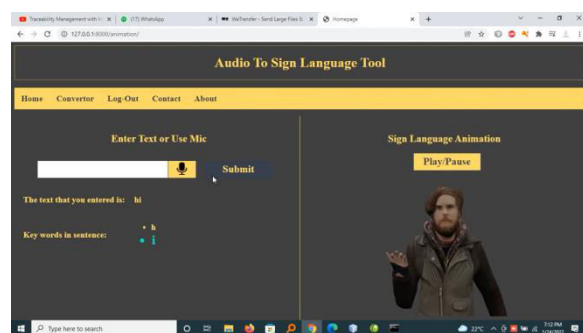 Traceability Management with
(17) WhatsApp
WeTransfer - Send Large Files
Homepage
127.0.0.1:8000/animation/
Audio To Sign Language Tool
Home Convertor Log-Out Contact About
Enter Text or Use Mic
Submit
The text that you entered is: hi
Key words in sentence:
h
i
Sign Language Animation
Play/Pause
Type here to search
22°C
7:12 PM